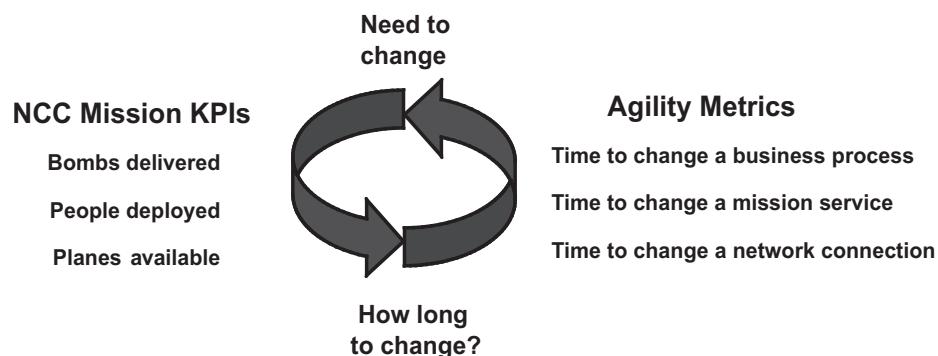 Need to
change
NCC Mission KPIs
Bombs delivered
People deployed
Planes available
Agility Metrics
Time to change a business process
Time to change a mission service
Time to change a network connection
How long
to change?